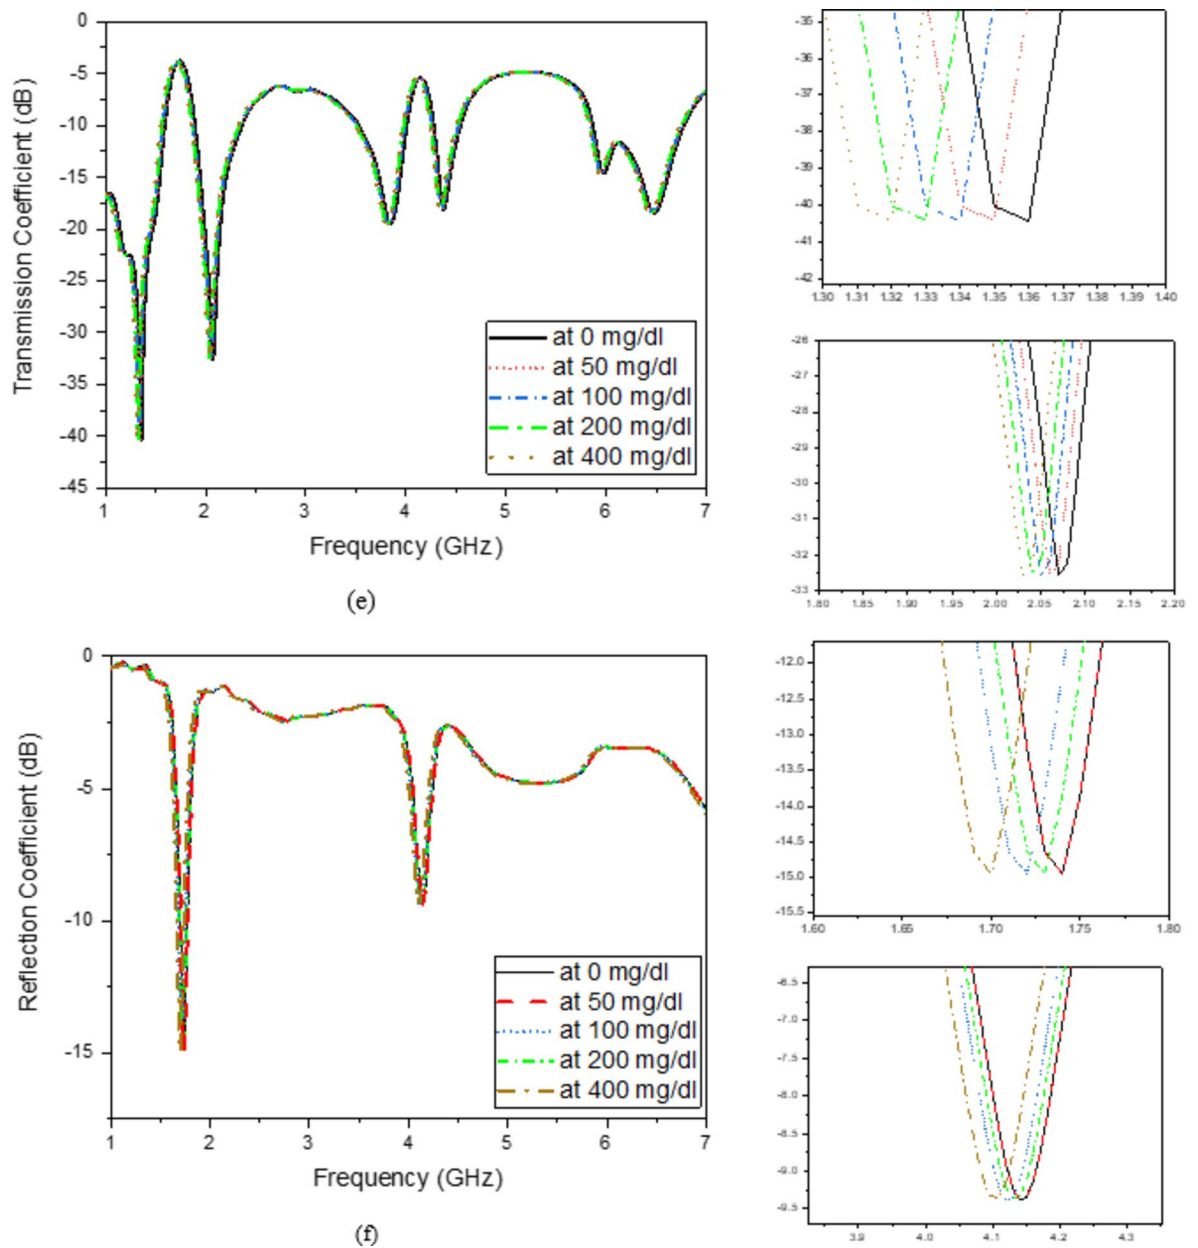 Transmission Coefficient (dB)
0
-5
-10
-15
-20
-25
-30
-35
-40
-45
at 0 mg/dl
at 50 mg/dl
at 100 mg/dl
at 200 mg/dl
at 400 mg/dl
1 2 3 4 5 6 7
Frequency (GHz)
(e)
-35
-36
-37
-38
-39
-40
-41
-42
1.30 1.31 1.32 1.33 1.34 1.35 1.36 1.37 1.38 1.39 1.40
-26
-27
-28
-29
-30
-31
-32
-33
1.80 1.85 1.90 1.95 2.00 2.05 2.10 2.15 2.20
Reflection Coefficient (dB)
0
-5
-10
-15
at 0 mg/dl
at 50 mg/dl
at 100 mg/dl
at 200 mg/dl
at 400 mg/dl
1 2 3 4 5 6 7
Frequency (GHz)
(f)
-12.0
-12.5
-13.0
-13.5
-14.0
-14.5
-15.0
-15.5
1.60 1.65 1.70 1.75 1.80
-6.5
-7.0
-7.5
-8.0
-8.5
-9.0
-9.5
3.9 4.0 4.1 4.2 4.3